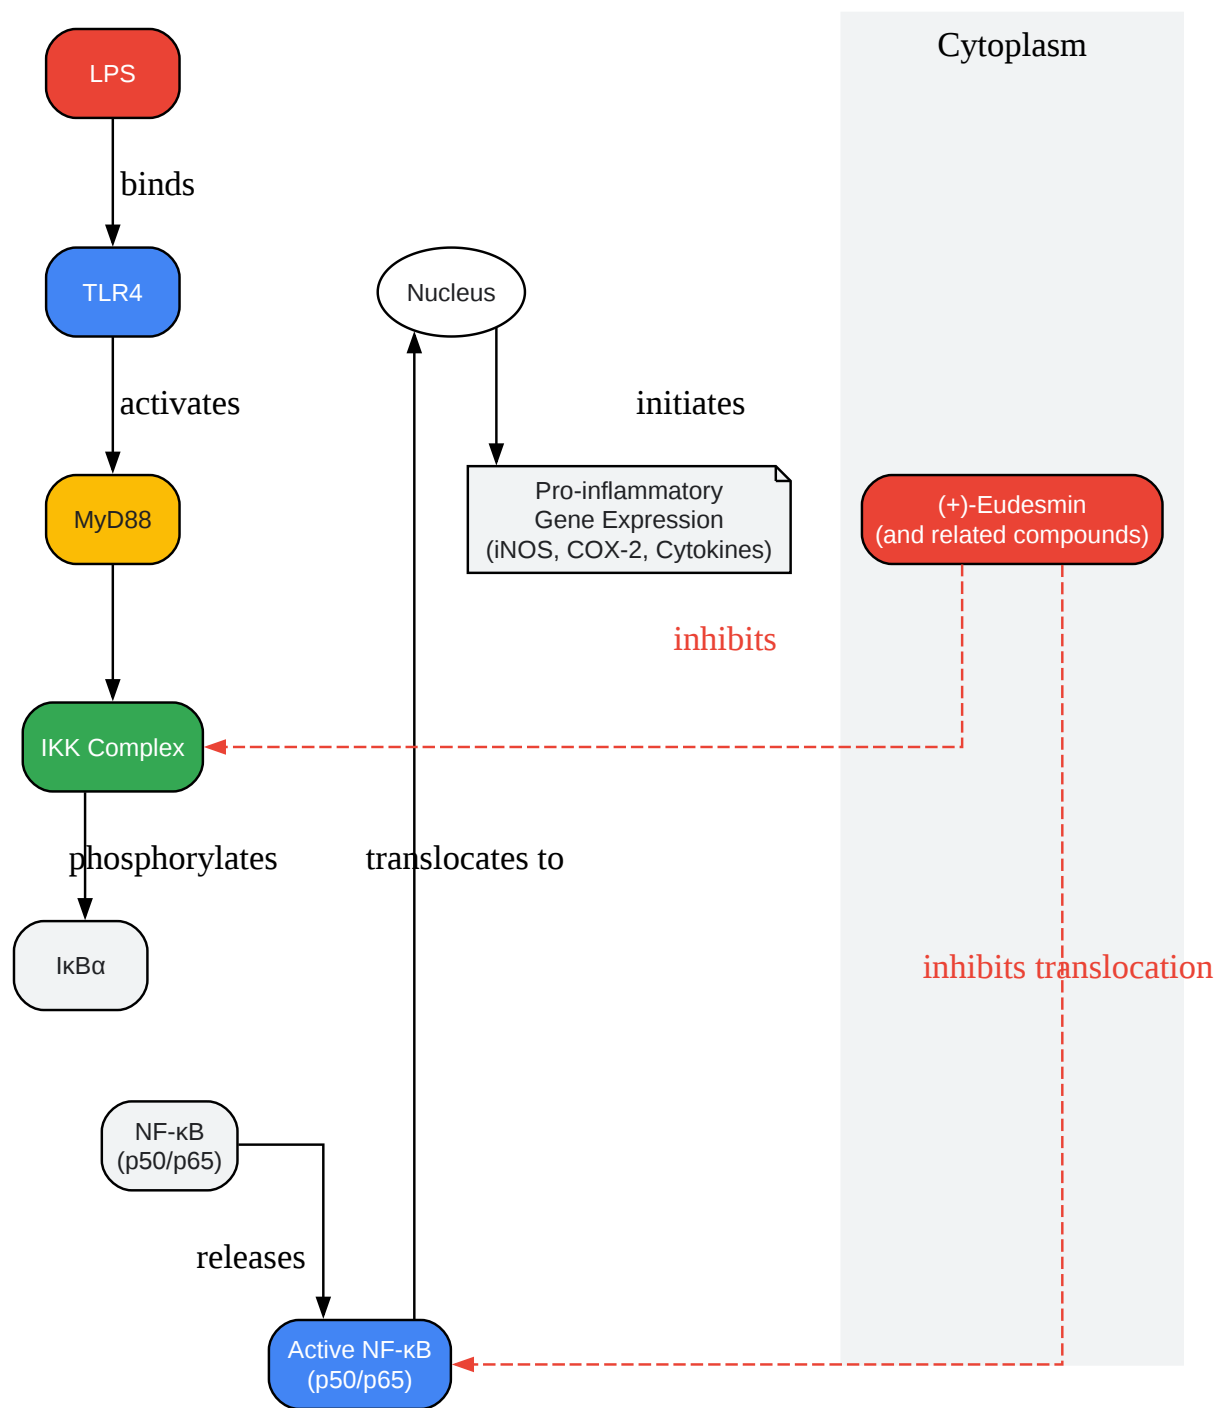 Cytoplasm
LPS
binds
TLR4
Nucleus
activates
initiates
MyD88
Pro-inflammatory
Gene Expression
(iNOS, COX-2, Cytokines)
(+)-Eudesmin
(and related compounds)
inhibits
IKK Complex
phosphorylates
translocates to
IκBα
inhibits translocation
NF-κB
(p50/p65)
releases
Active NF-κB
(p50/p65)